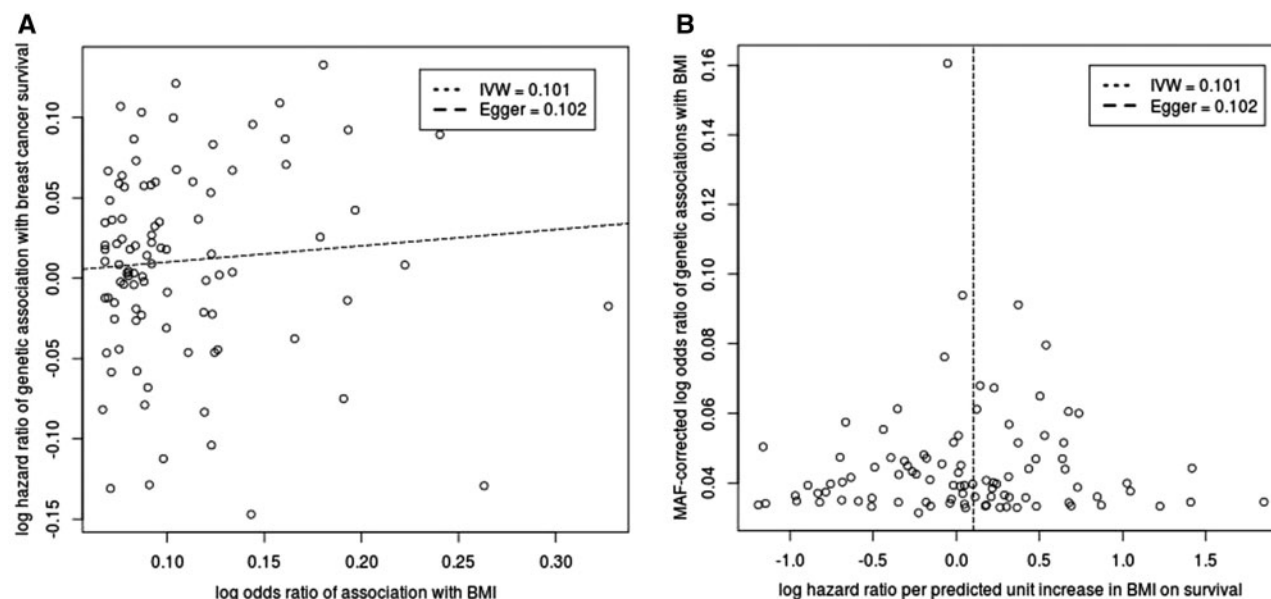 A
log hazard ratio of genetic association with breast cancer survival
0.10
0.05
0.00
-0.05
-0.10
-0.15
IVW = 0.101
Egger = 0.102
0.10 0.15 0.20 0.25 0.30
log odds ratio of association with BMI
B
MAF-corrected log odds ratio of genetic associations with BMI
0.16
0.14
0.12
0.10
0.08
0.06
0.04
IVW = 0.101
Egger = 0.102
-1.0 -0.5 0.0 0.5 1.0 1.5
log hazard ratio per predicted unit increase in BMI on survival